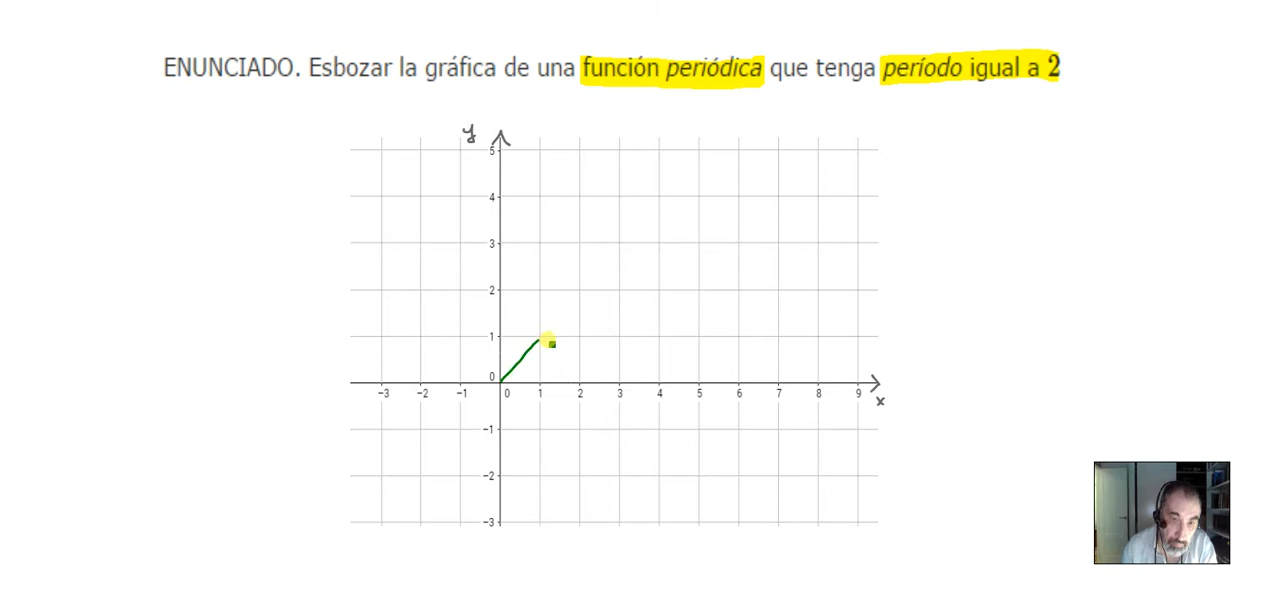 ENUNCIADO. Esbozar la gráfica de una función periódica que tenga período igual a 2
y
5
4
3
2
1
0
-3 -2 -1 0 1 2 3 4 5 6 7 8 9
x
-1
-2
-3